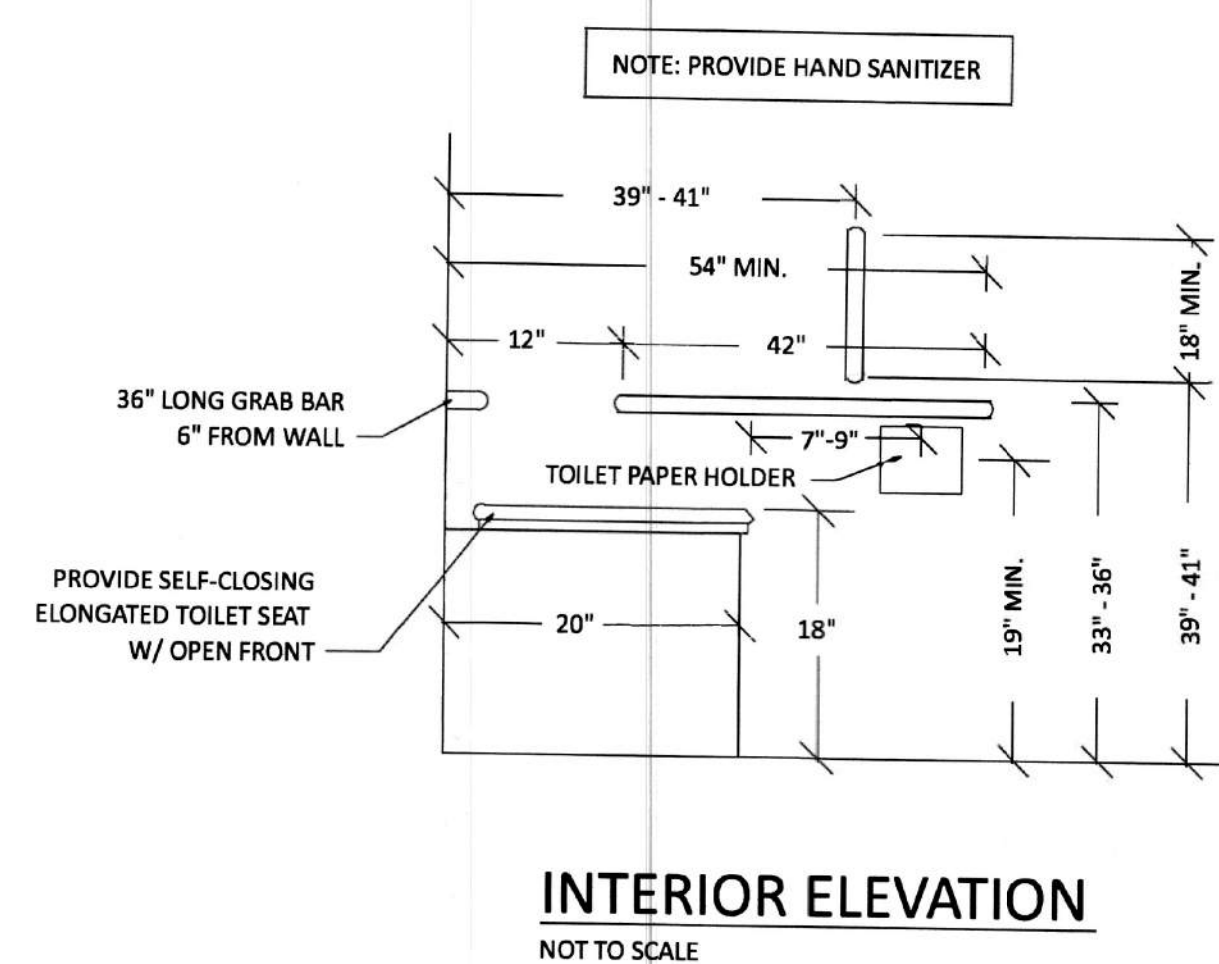 NOTE: PROVIDE HAND SANITIZER
39" - 41"
54" MIN.
12"
42"
18" MIN.
36" LONG GRAB BAR
6" FROM WALL
7"-9"
TOILET PAPER HOLDER
PROVIDE SELF-CLOSING
ELONGATED TOILET SEAT
W/ OPEN FRONT
20"
18"
19" MIN.
33" - 36"
39" - 41"
INTERIOR ELEVATION
NOT TO SCALE